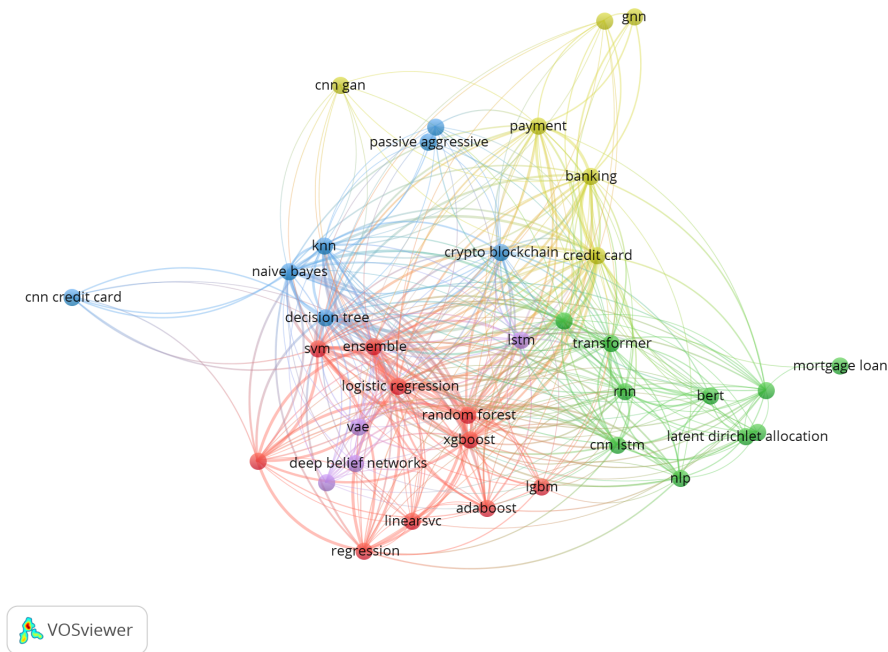 gnn
cnn gan
payment
passive aggressive
banking
knn
crypto blockchain
credit card
naive bayes
cnn credit card
decision tree
lstm
transformer
svm
ensemble
mortgage loan
logistic regression
rnn
bert
random forest
vae
xgboost
latent dirichlet allocation
cnn lstm
deep belief networks
nlp
lgbm
adaboost
linearsvc
regression
VOSviewer